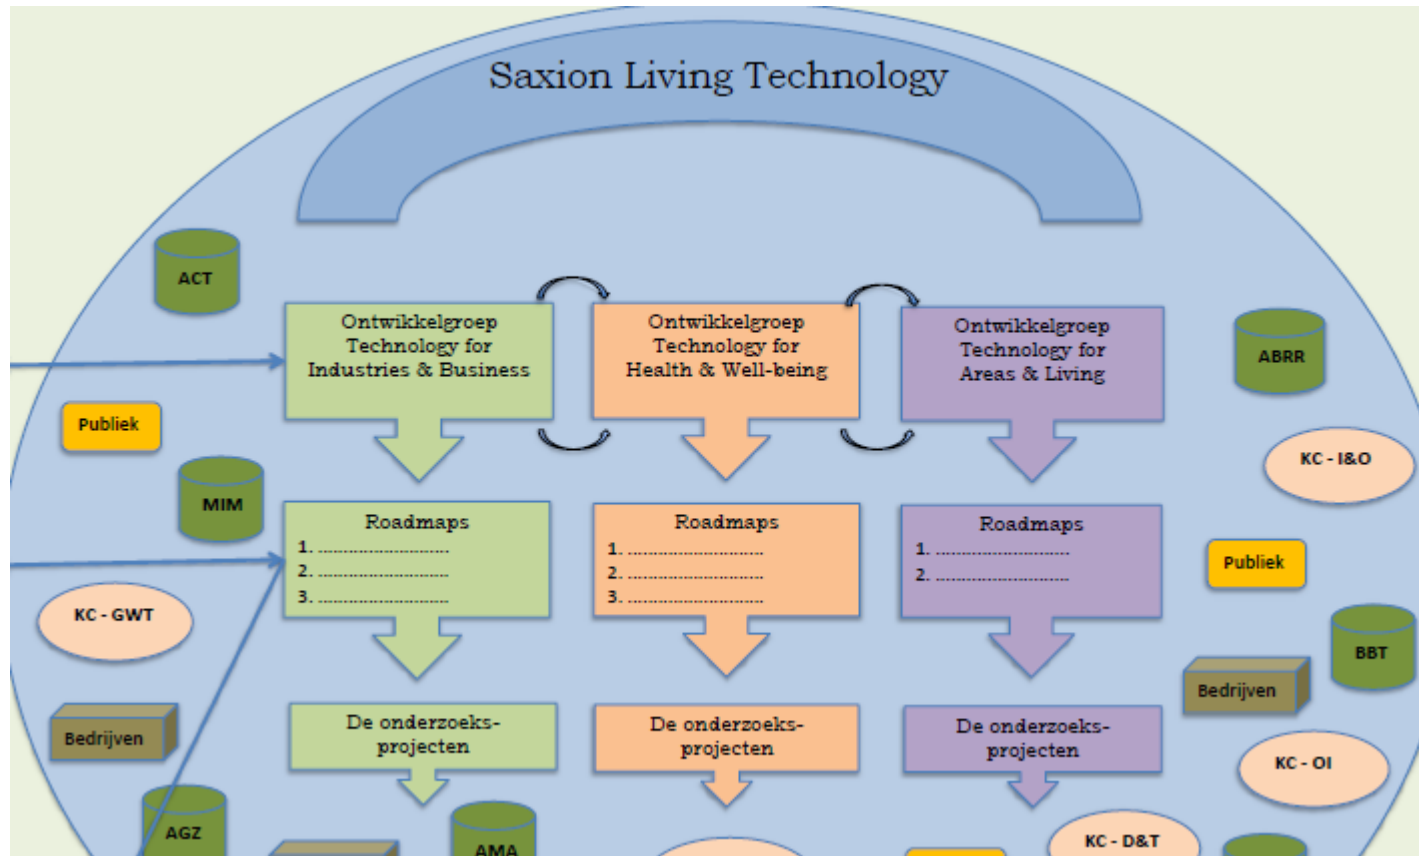 Saxion Living Technology
ACT
Ontwikkelgroep
Technology for
Industries & Business
Ontwikkelgroep
Technology for
Health & Well-being
Ontwikkelgroep
Technology for
Areas & Living
ABRR
Publiek
KC - I&O
MIM
Roadmaps
1. ..............................
2. ..............................
3. ..............................
Roadmaps
1. ..............................
2. ..............................
3. ..............................
Roadmaps
1. ..............................
2. ..............................
Publiek
KC - GWT
BBT
Bedrijven
Bedrijven
De onderzoeks-
projecten
De onderzoeks-
projecten
De onderzoeks-
projecten
KC - OI
AGZ
AMA
KC - D&T